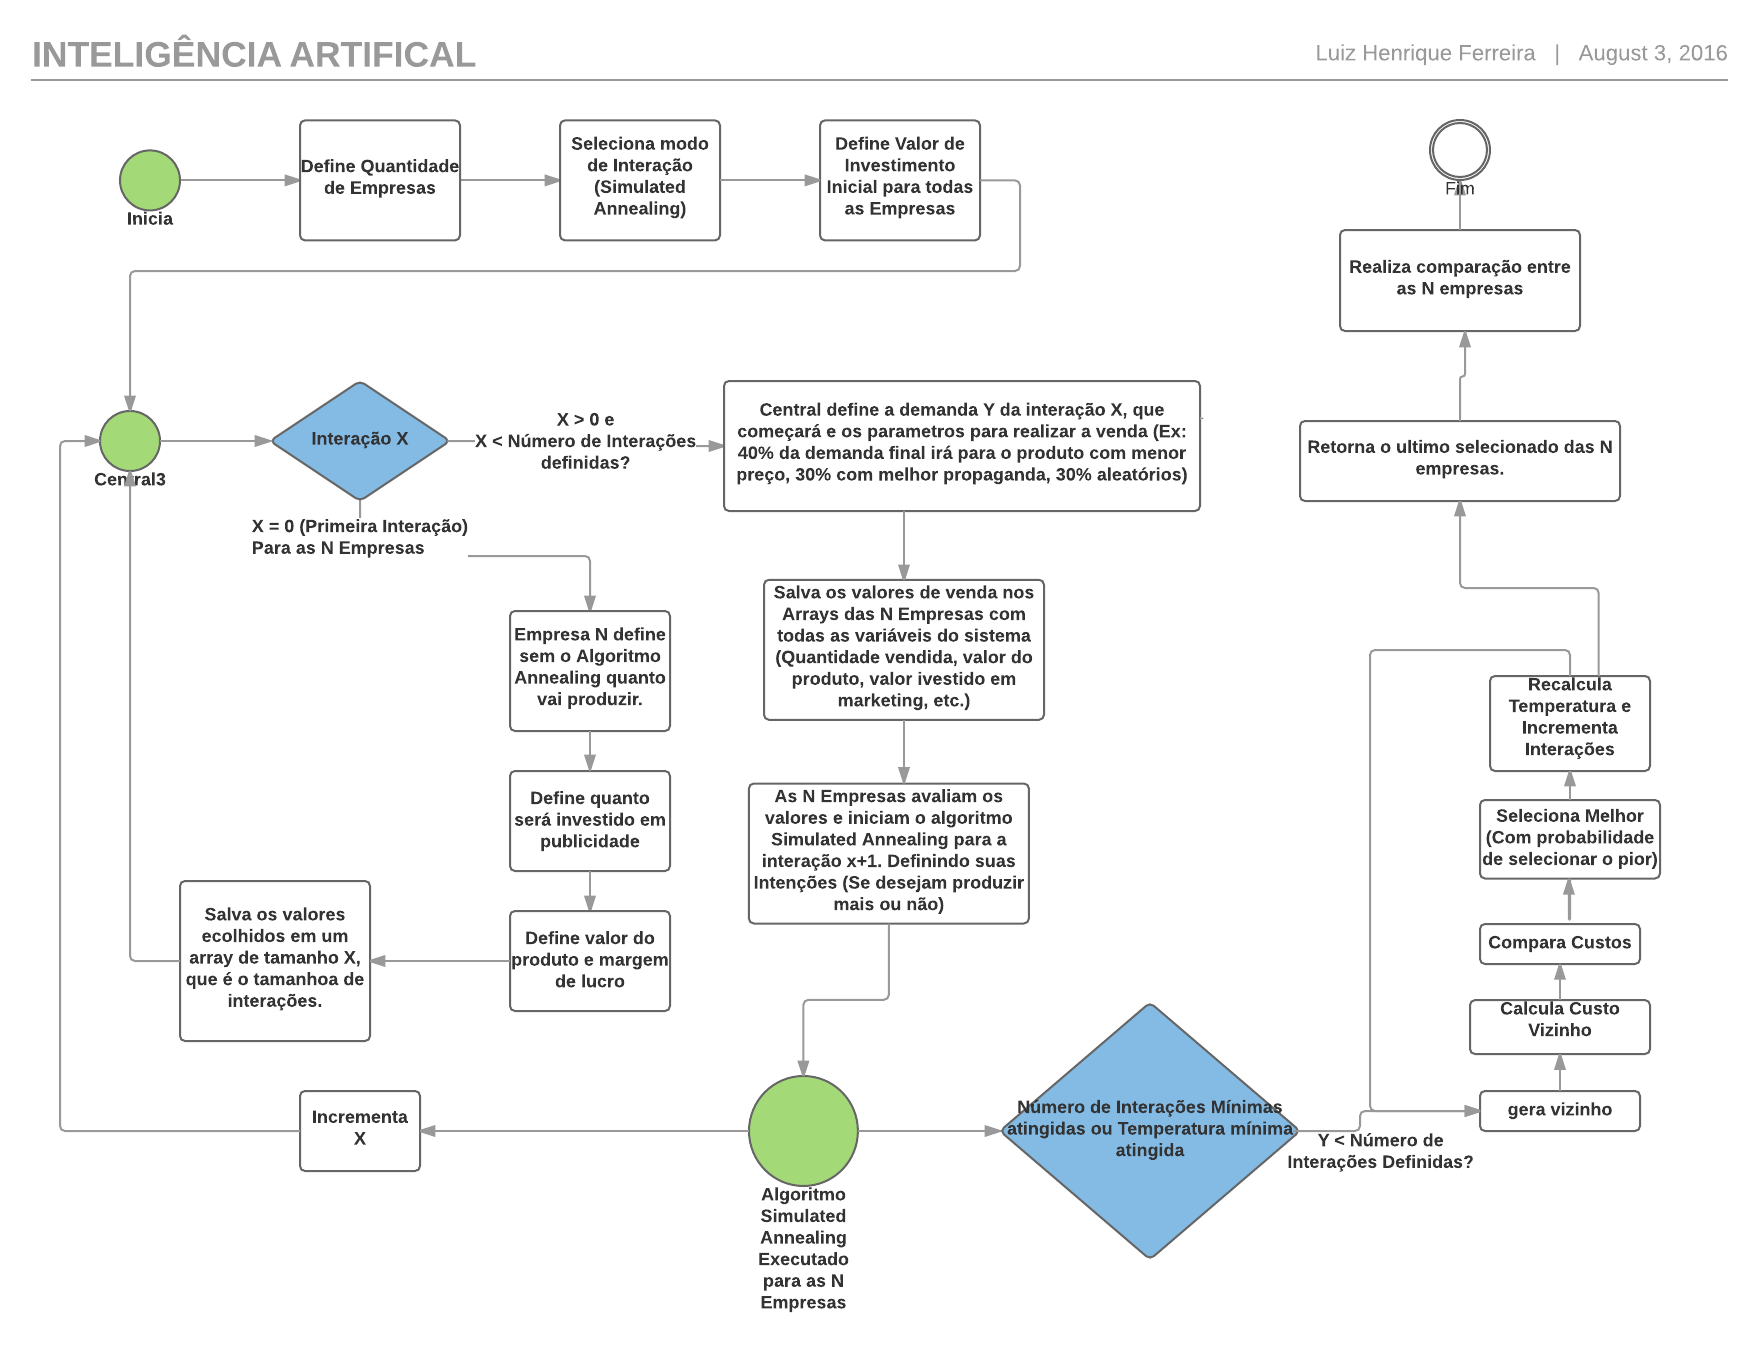 INTELIGÊNCIA ARTIFICAL
Luiz Henrique Ferreira | August 3, 2016
Inicia
Define Quantidade
de Empresas
Seleciona modo
de Interação
(Simulated
Annealing)
Define Valor de
Investimento
Inicial para todas
as Empresas
Fim
Realiza comparação entre
as N empresas
Retorna o ultimo selecionado das N
empresas.
Central3
Interação X
X > 0 e
X < Número de Interações
definidas?
Central define a demanda Y da interação X, que
começará e os parametros para realizar a venda (Ex:
40% da demanda final irá para o produto com menor
preço, 30% com melhor propaganda, 30% aleatórios)
X = 0 (Primeira Interação)
Para as N Empresas
Empresa N define
sem o Algoritmo
Annealing quanto
vai produzir.
Define quanto
será investido em
publicidade
Define valor do
produto e margem
de lucro
Salva os valores
ecolhidos em um
array de tamanho X,
que é o tamanhoa de
interações.
Salva os valores de venda nos
Arrays das N Empresas com
todas as variáveis do sistema
(Quantidade vendida, valor do
produto, valor ivestido em
marketing, etc.)
As N Empresas avaliam os
valores e iniciam o algoritmo
Simulated Annealing para a
interação x+1. Definindo suas
Intenções (Se desejam produzir
mais ou não)
Recalcula
Temperatura e
Incrementa
Interações
Seleciona Melhor
(Com probabilidade
de selecionar o pior)
Compara Custos
Calcula Custo
Vizinho
gera vizinho
Incrementa
X
Algoritmo
Simulated
Annealing
Executado
para as N
Empresas
Número de Interações Mínimas
atingidas ou Temperatura mínima
atingida
Y < Número de
Interações Definidas?